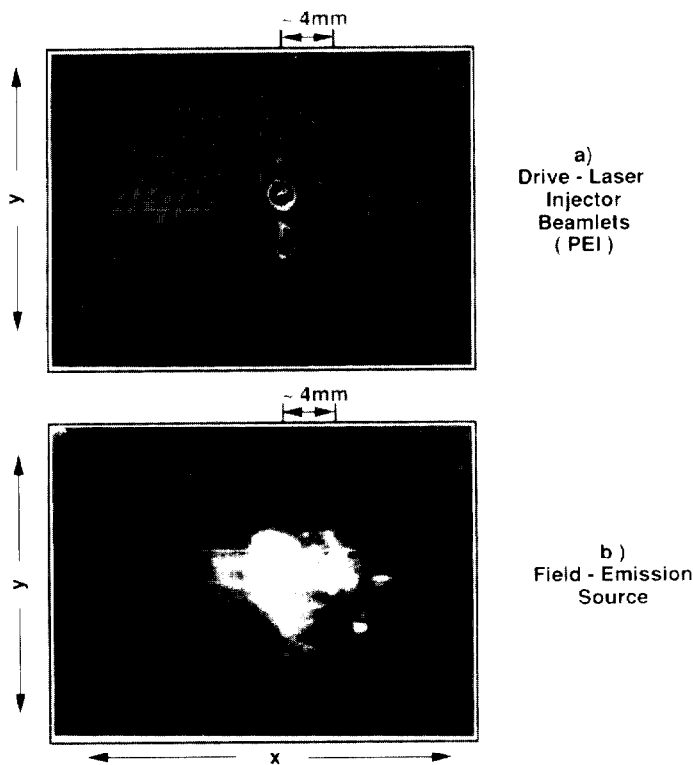 ~ 4mm
y
a)
Drive - Laser
Injector
Beamlets
( PEI )
~ 4mm
y
b )
Field - Emission
Source
x